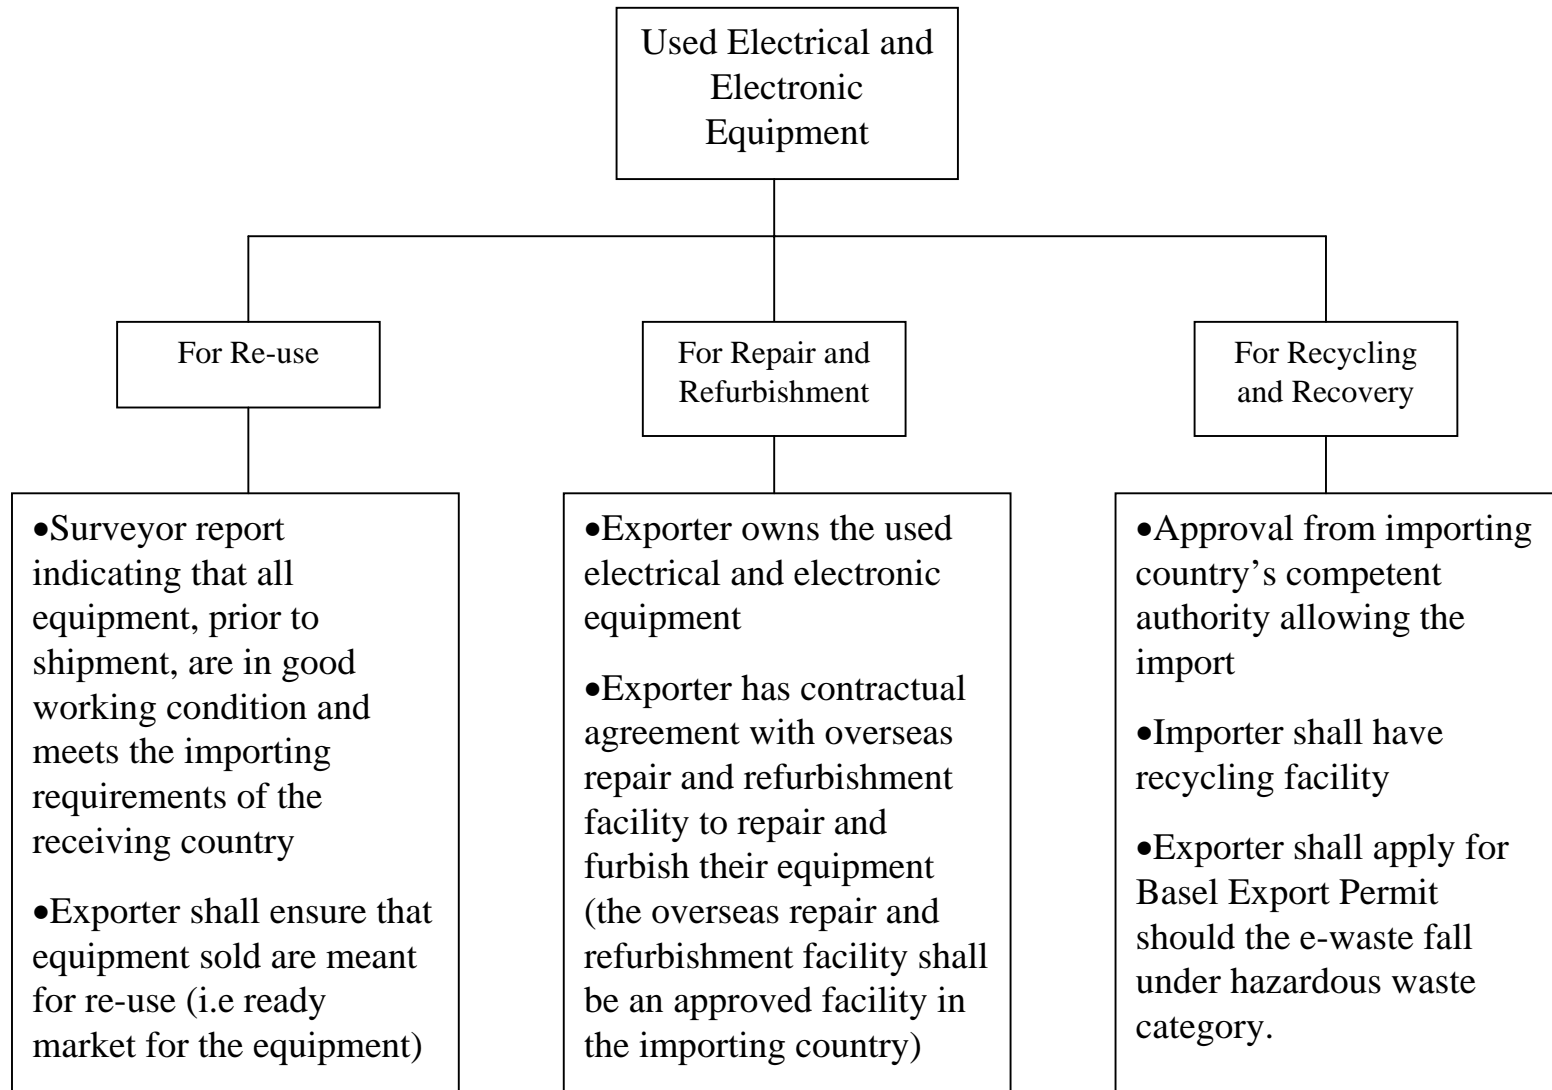 Used Electrical and
Electronic
Equipment
For Re-use
For Repair and
Refurbishment
For Recycling
and Recovery
•Surveyor report
indicating that all
equipment, prior to
shipment, are in good
working condition and
meets the importing
requirements of the
receiving country
•Exporter shall ensure that
equipment sold are meant
for re-use (i.e ready
market for the equipment)
•Exporter owns the used
electrical and electronic
equipment
•Exporter has contractual
agreement with overseas
repair and refurbishment
facility to repair and
furbish their equipment
(the overseas repair and
refurbishment facility shall
be an approved facility in
the importing country)
•Approval from importing
country’s competent
authority allowing the
import
•Importer shall have
recycling facility
•Exporter shall apply for
Basel Export Permit
should the e-waste fall
under hazardous waste
category.